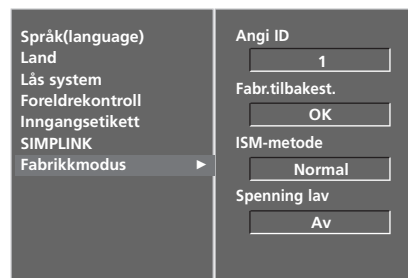 Språk(language)
Land
Lås system
Foreldrekontroll
Inngangsetikett
SIMPLINK
Fabrikkmodus ►
Angi ID
1
Fabr.tilbakest.
OK
ISM-metode
Normal
Spenning lav
Av